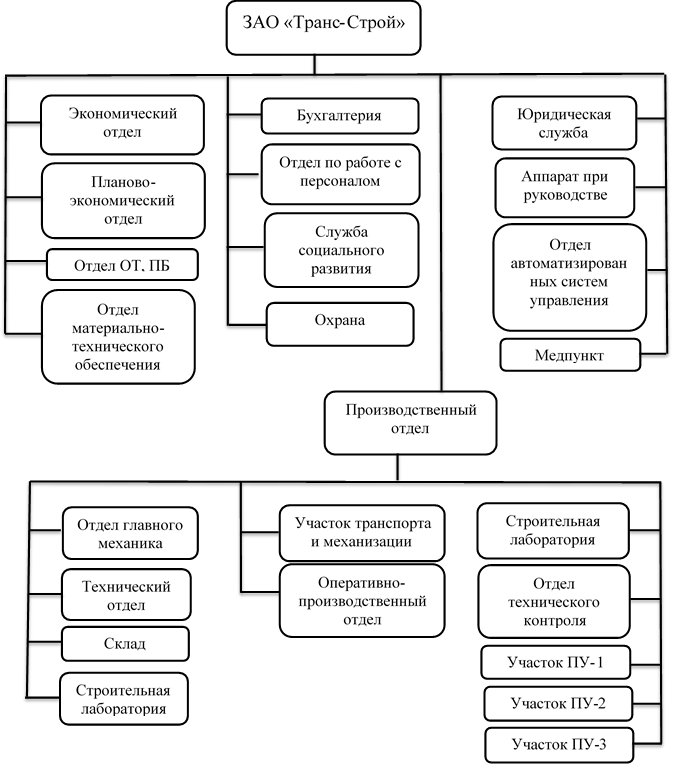 ЗАО «Транс-Строй»
Экономический
отдел
Планово-
экономический
отдел
Отдел ОТ, ПБ
Отдел
материально-
технического
обеспечения
Бухгалтерия
Отдел по работе с
персоналом
Служба
социального
развития
Охрана
Юридическая
служба
Аппарат при
руководстве
Отдел
автоматизирован
ных систем
управления
Медпункт
Производственный
отдел
Отдел главного
механика
Технический
отдел
Склад
Строительная
лаборатория
Участок транспорта
и механизации
Оперативно-
производственный
отдел
Строительная
лаборатория
Отдел
технического
контроля
Участок ПУ-1
Участок ПУ-2
Участок ПУ-3